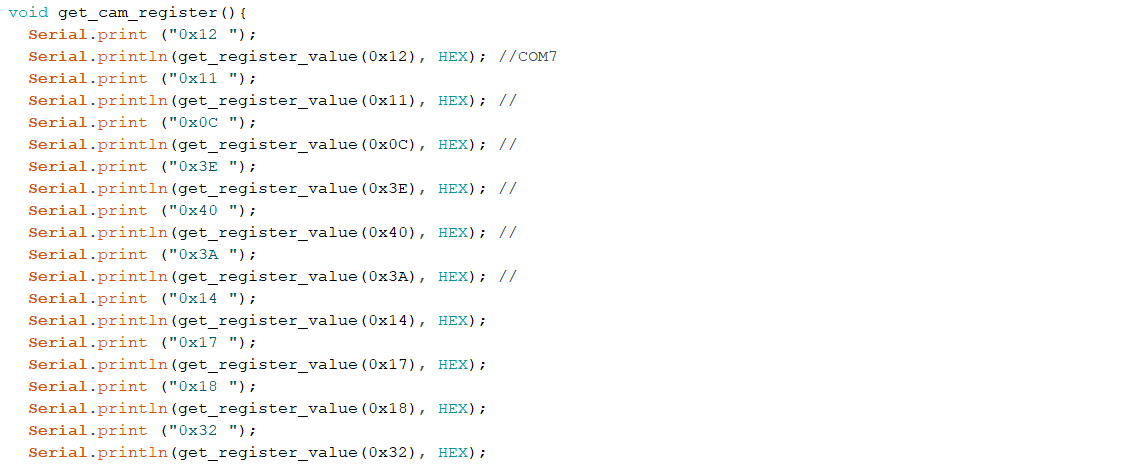 void get_cam_register(){
  Serial.print ("0x12 ");
  Serial.println(get_register_value(0x12), HEX); //COM7
  Serial.print ("0x11 ");
  Serial.println(get_register_value(0x11), HEX); //
  Serial.print ("0x0C ");
  Serial.println(get_register_value(0x0C), HEX); //
  Serial.print ("0x3E ");
  Serial.println(get_register_value(0x3E), HEX); //
  Serial.print ("0x40 ");
  Serial.println(get_register_value(0x40), HEX); //
  Serial.print ("0x3A ");
  Serial.println(get_register_value(0x3A), HEX); //
  Serial.print ("0x14 ");
  Serial.println(get_register_value(0x14), HEX);
  Serial.print ("0x17 ");
  Serial.println(get_register_value(0x17), HEX);
  Serial.print ("0x18 ");
  Serial.println(get_register_value(0x18), HEX);
  Serial.print ("0x32 ");
  Serial.println(get_register_value(0x32), HEX);